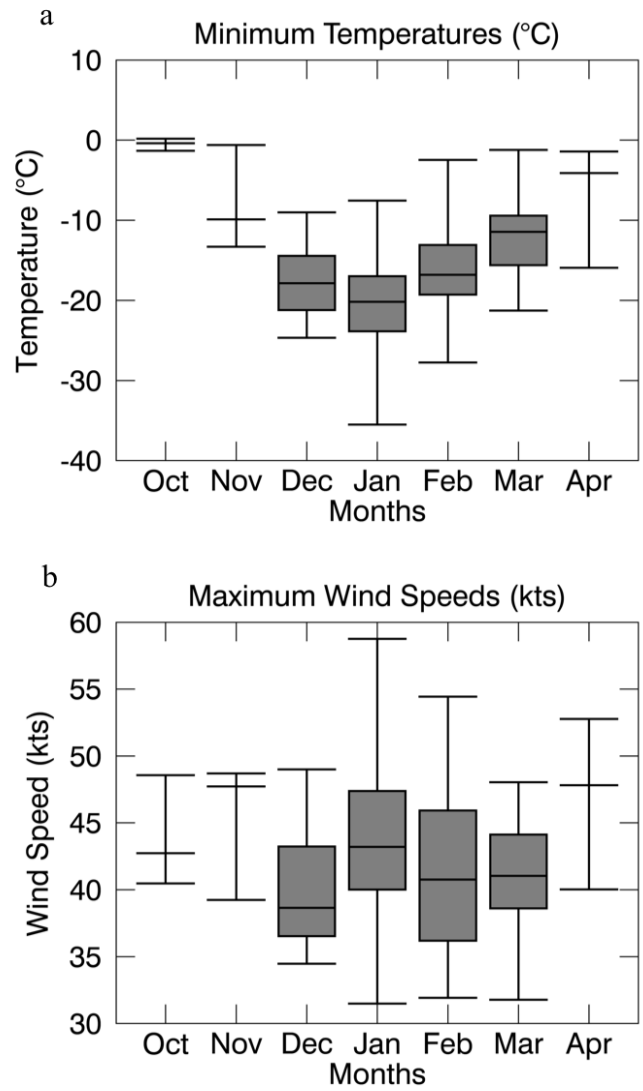 a
Minimum Temperatures (°C)
10
0
-10
-20
-30
-40
Temperature (°C)
Oct Nov Dec Jan Feb Mar Apr
Months
b
Maximum Wind Speeds (kts)
60
55
50
45
40
35
30
Wind Speed (kts)
Oct Nov Dec Jan Feb Mar Apr
Months